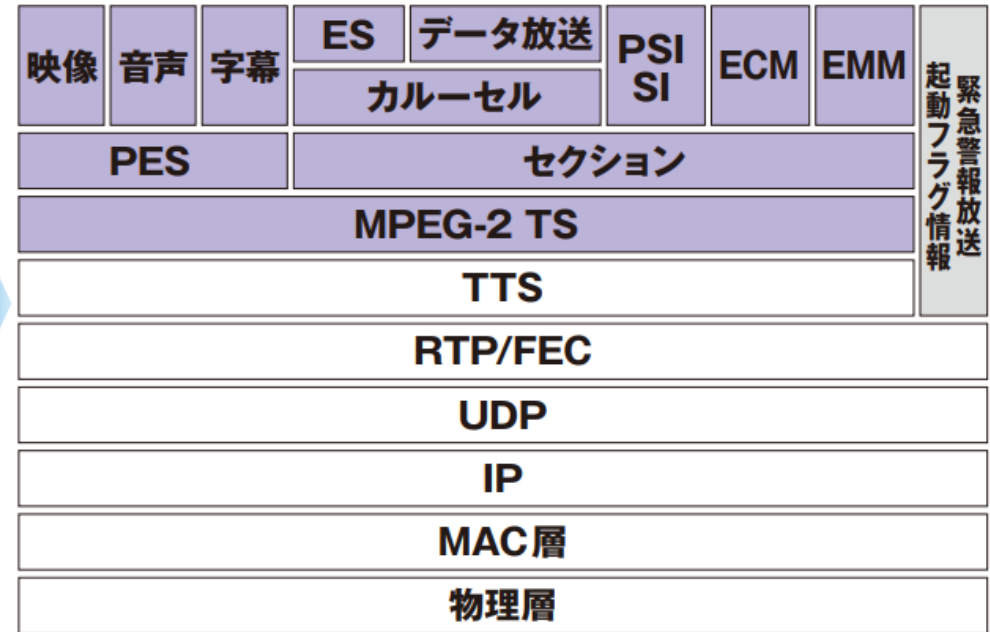 映像
音声
字幕
ES
データ放送
カルーセル
PSI
SI
ECM
EMM
緊急警報放送
起動フラグ情報
PES
セクション
MPEG-2 TS
TTS
RTP/FEC
UDP
IP
MAC層
物理層